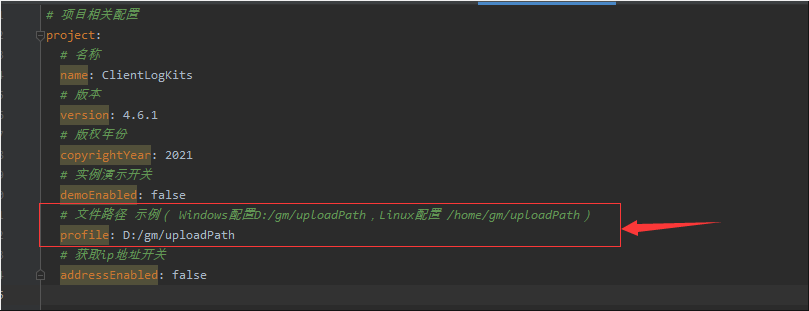 # 项目相关配置
project:
# 名称
name: ClientLogKits
# 版本
version: 4.6.1
# 版权年份
copyrightYear: 2021
# 实例演示开关
demoEnabled: false
# 文件路径 示例（ Windows配置D:/gm/uploadPath，Linux配置 /home/gm/uploadPath）
profile: D:/gm/uploadPath
# 获取ip地址开关
addressEnabled: false